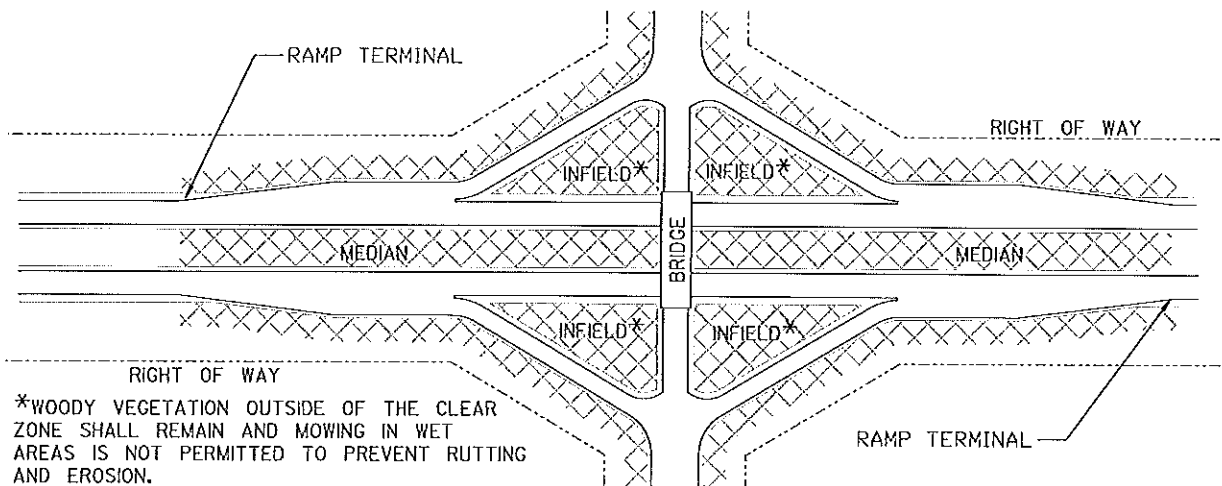 RAMP TERMINAL
RIGHT OF WAY
INFIELD*
INFIELD*
BRIDGE
MEDIAN
MEDIAN
INFIELD*
INFIELD*
RIGHT OF WAY
*WOODY VEGETATION OUTSIDE OF THE CLEAR
ZONE SHALL REMAIN AND MOWING IN WET
AREAS IS NOT PERMITTED TO PREVENT RUTTING
AND EROSION.
RAMP TERMINAL